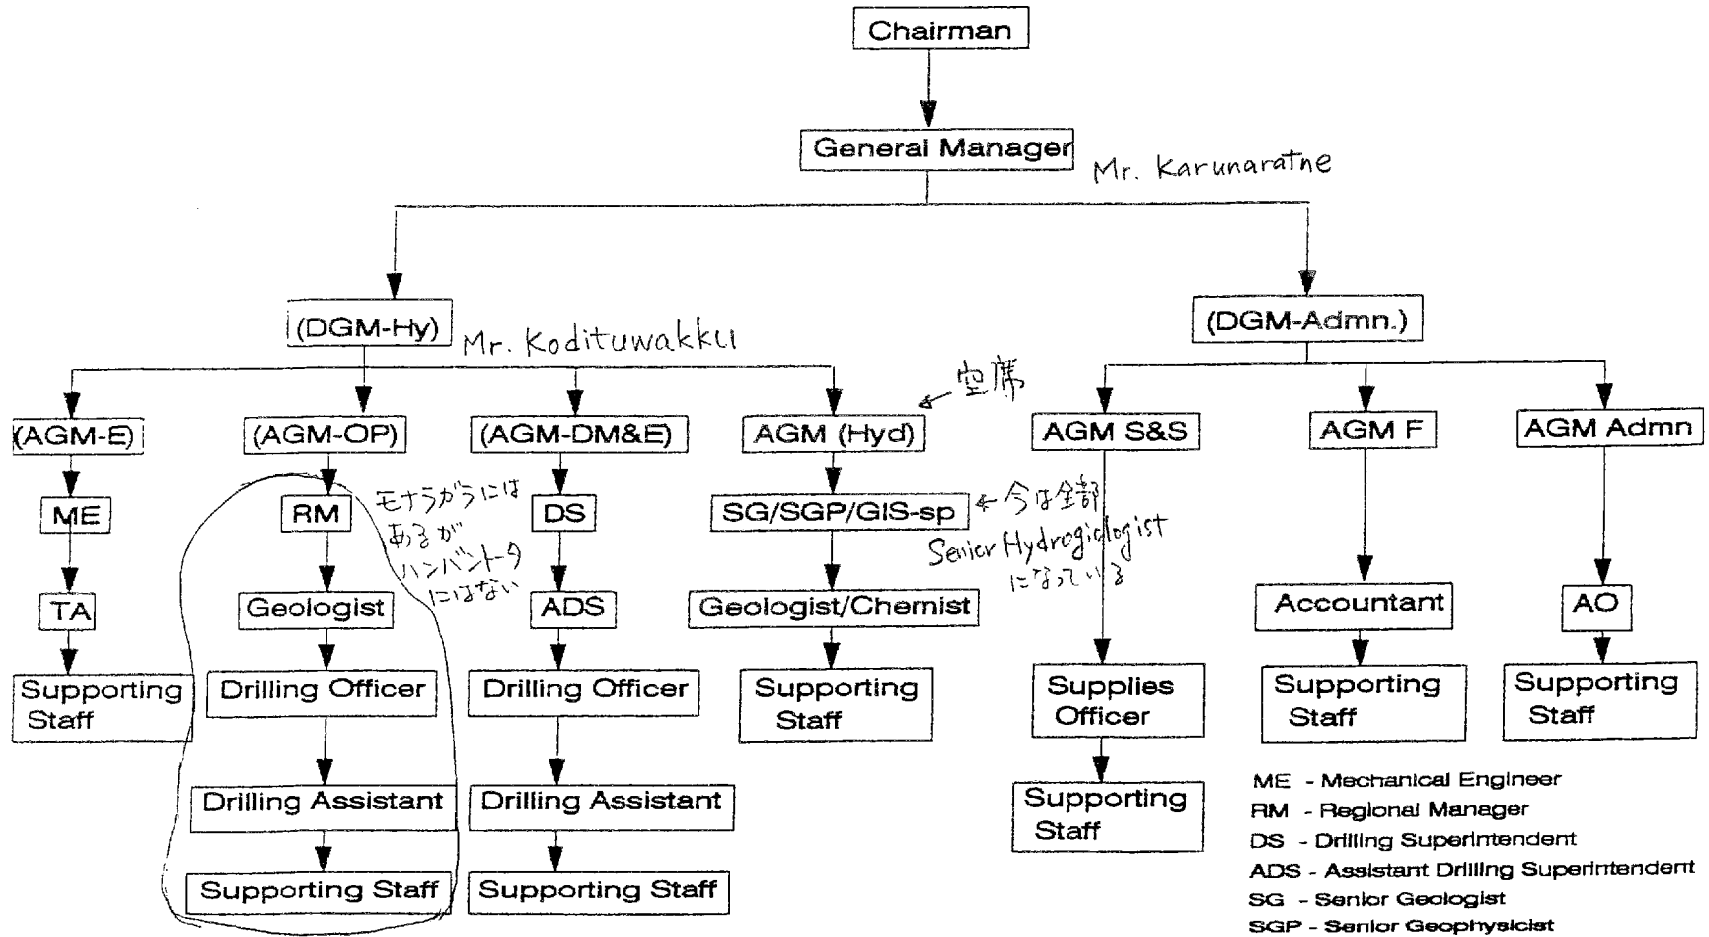 Chairman
General Manager
Mr. Karunaratne
(DGM-Hy)
Mr. Kodituwakku
(DGM-Admn.)
← 空席
(AGM-E)
(AGM-OP)
(AGM-DM&E)
AGM (Hyd)
AGM S&S
AGM F
AGM Admn
ME
RM
モナラガラには
あるが
ハンバントータ
にはない
DS
SG/SGP/GIS-sp
← 今は全部
Senior Hydrogiologist
になっている
TA
Geologist
ADS
Geologist/Chemist
Accountant
AO
Supporting
Staff
Drilling Officer
Drilling Officer
Supporting
Staff
Supplies
Officer
Supporting
Staff
Supporting
Staff
Drilling Assistant
Drilling Assistant
Supporting
Staff
Supporting Staff
Supporting Staff
ME - Mechanical Engineer
RM - Regional Manager
DS - Drilling Superintendent
ADS - Assistant Drilling Superintendent
SG - Senior Geologist
SGP - Senior Geophysicist